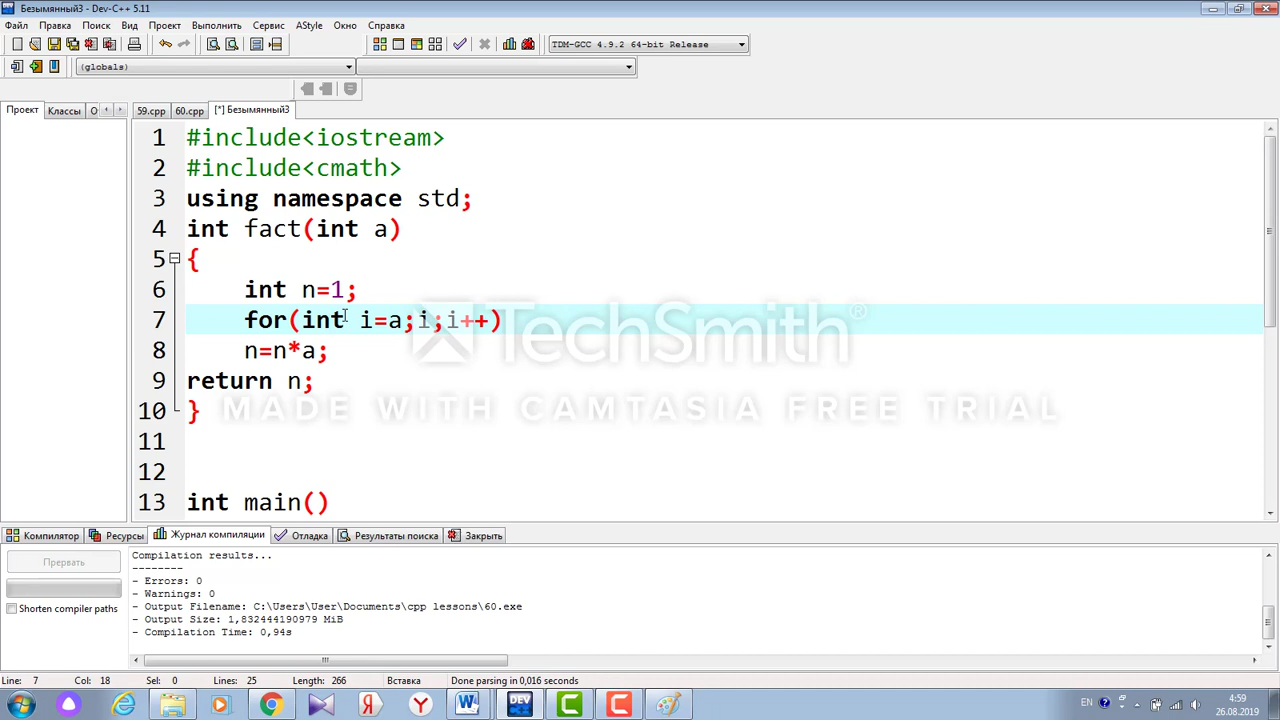 Безымянный3 - Dev-C++ 5.11
Файл Правка Поиск Вид Проект Выполнить Сервис AStyle Окно Справка
TDM-GCC 4.9.2 64-bit Release
(globals)
Проект Классы О 59.cpp 60.cpp [*] Безымянный3
1 #include<iostream>
2 #include<cmath>
3 using namespace std;
4 int fact(int a)
5 {
6 int n=1;
7 for(int i=a;i;i++)
8 n=n*a;
9 return n;
10 }
11
12
13 int main()
TechSmith®
MADE WITH CAMTASIA FREE TRIAL
Компилятор Ресурсы Журнал компиляции Отладка Результаты поиска Закрыть
Прервать
Shorten compiler paths
Compilation results...
--------
- Errors: 0
- Warnings: 0
- Output Filename: C:\Users\User\Documents\cpp lessons\60.exe
- Output Size: 1,832444190979 MiB
- Compilation Time: 0,94s
Line: 7 Col: 18 Sel: 0 Lines: 25 Length: 266 Вставка Done parsing in 0,016 seconds
EN 4:59
26.08.2019